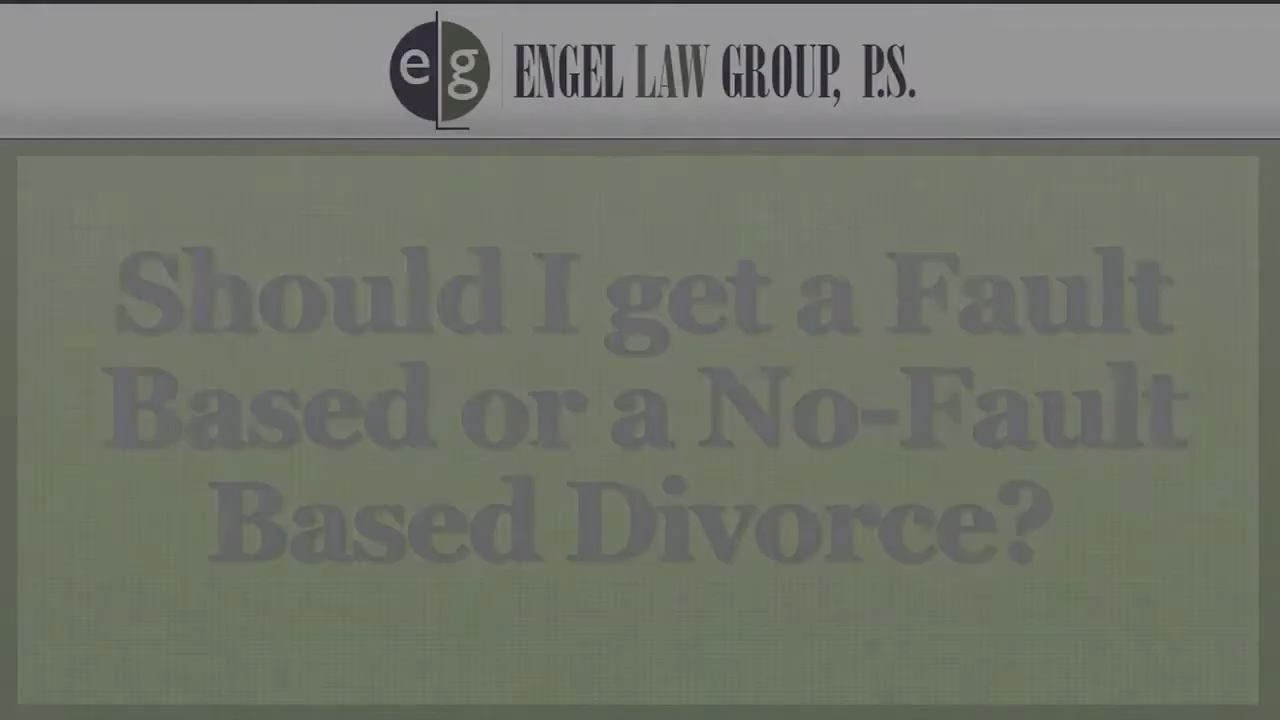 eg ENGEL LAW GROUP, P.S.
Should I get a Fault
Based or a No-Fault
Based Divorce?